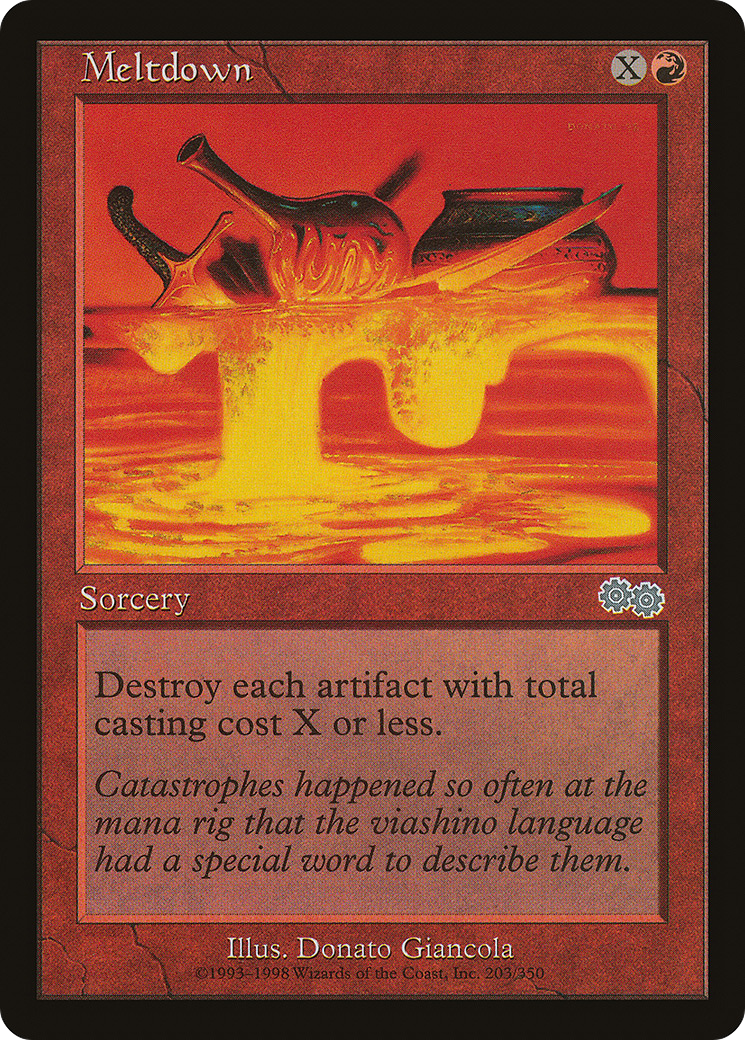 Meltdown X
Sorcery
Destroy each artifact with total
casting cost X or less.
Catastrophes happened so often at the
mana rig that the viashino language
had a special word to describe them.
Illus. Donato Giancola
©1993–1998 Wizards of the Coast, Inc. 203/350